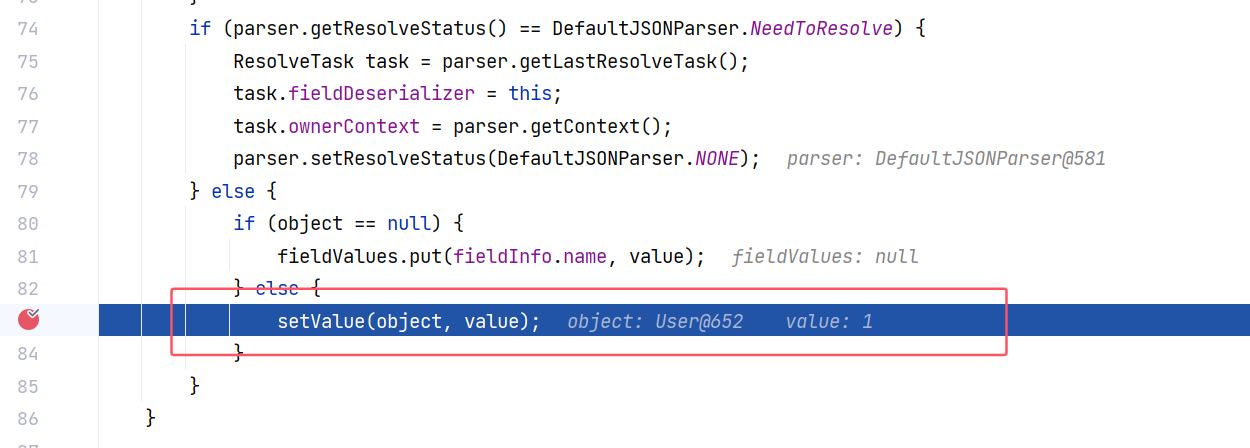 74 if (parser.getResolveStatus() == DefaultJSONParser.NeedToResolve) {
75 ResolveTask task = parser.getLastResolveTask();
76 task.fieldDeserializer = this;
77 task.ownerContext = parser.getContext();
78 parser.setResolveStatus(DefaultJSONParser.NONE); parser: DefaultJSONParser@581
79 } else {
80 if (object == null) {
81 fieldValues.put(fieldInfo.name, value); fieldValues: null
82 } else {
setValue(object, value); object: User@652 value: 1
84 }
85 }
86 }